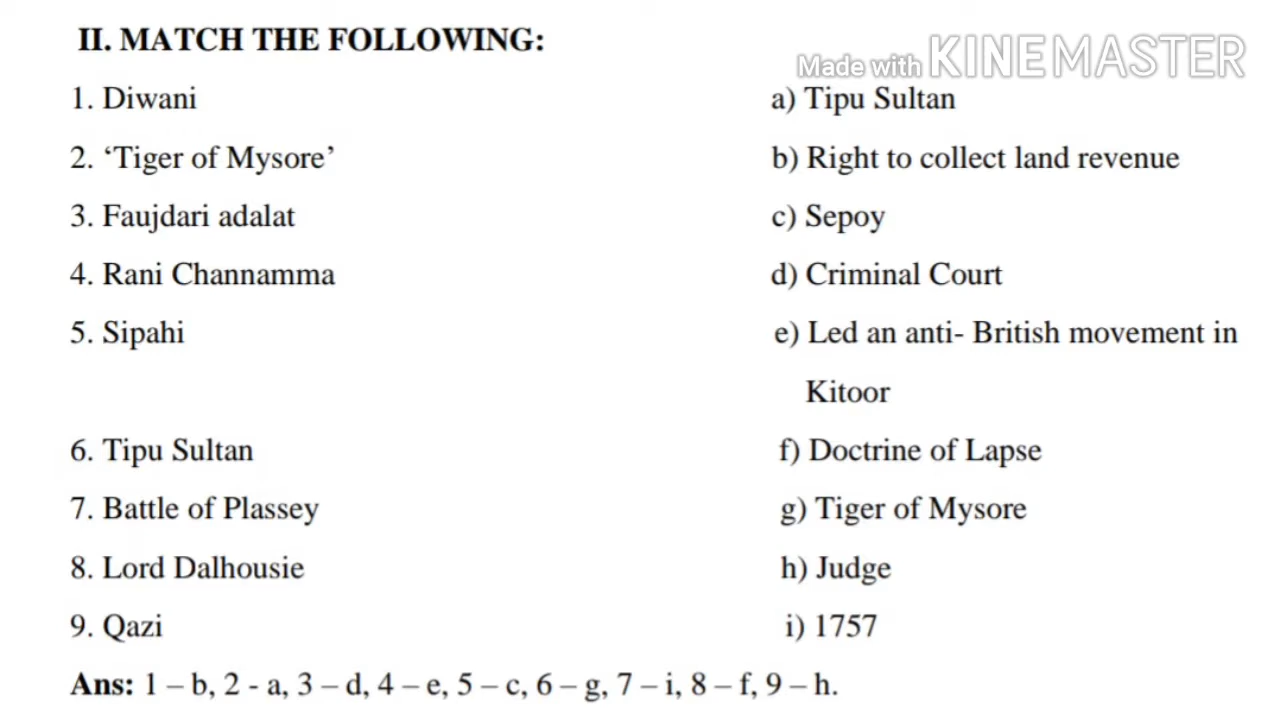 II. MATCH THE FOLLOWING:
Made with KINEMASTER
1. Diwani a) Tipu Sultan
2. ‘Tiger of Mysore’ b) Right to collect land revenue
3. Faujdari adalat c) Sepoy
4. Rani Channamma d) Criminal Court
5. Sipahi e) Led an anti- British movement in
Kitoor
6. Tipu Sultan f) Doctrine of Lapse
7. Battle of Plassey g) Tiger of Mysore
8. Lord Dalhousie h) Judge
9. Qazi i) 1757
Ans: 1 – b, 2 - a, 3 – d, 4 – e, 5 – c, 6 – g, 7 – i, 8 – f, 9 – h.